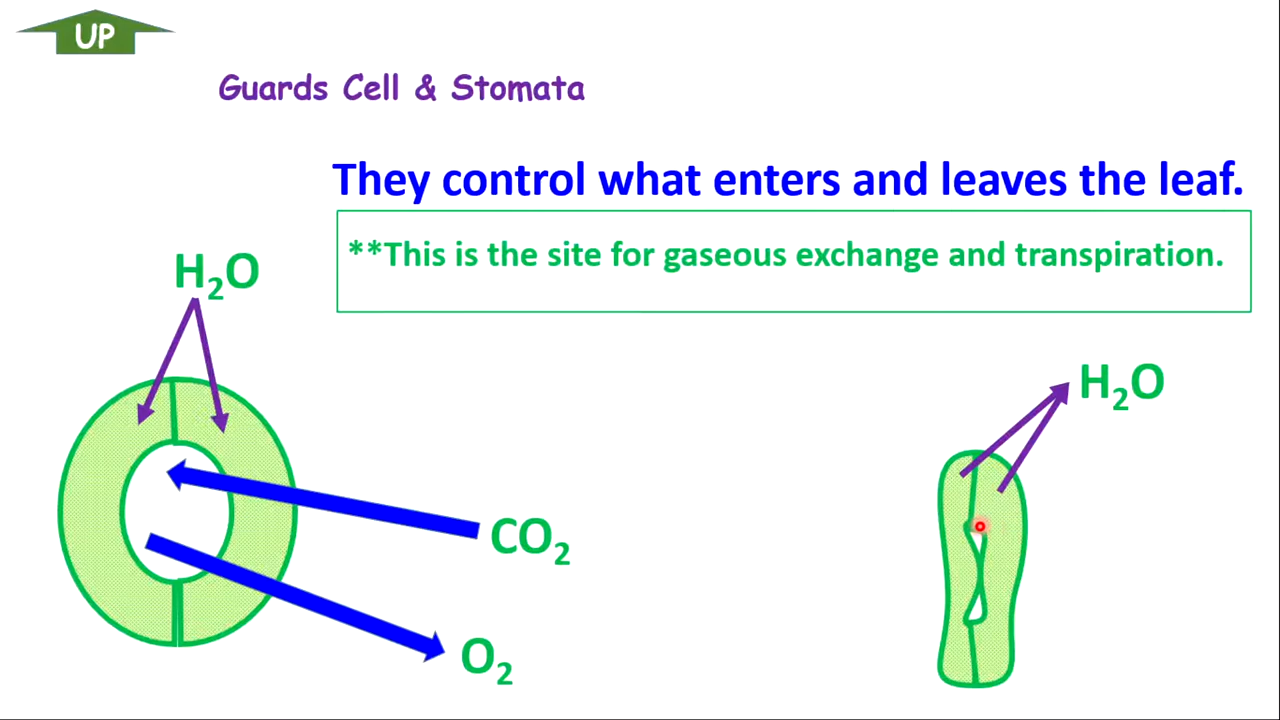 UP
Guards Cell & Stomata
They control what enters and leaves the leaf.
**This is the site for gaseous exchange and transpiration.
H₂O
H₂O
CO₂
O₂